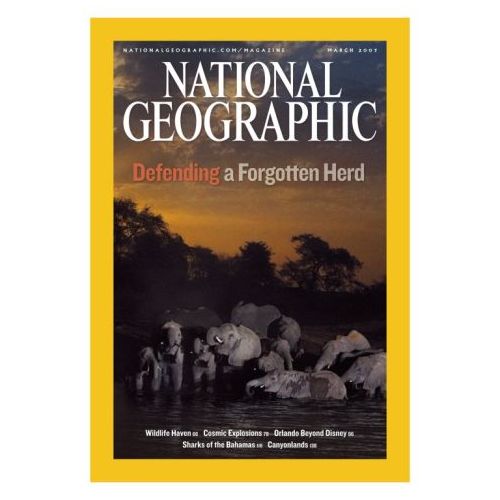 NATIONALGEOGRAPHIC.COM/MAGAZINE MARCH 2007
NATIONAL
GEOGRAPHIC
Defending a Forgotten Herd
Wildlife Haven Cosmic Explosions Orlando Beyond Disney
Sharks of the Bahamas Canyonlands